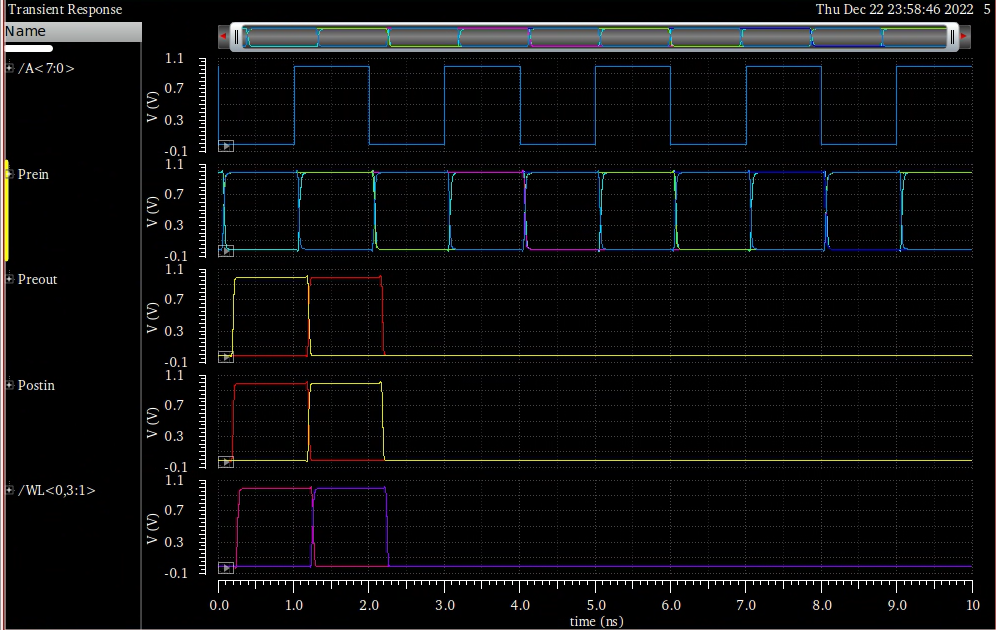 Transient Response
Thu Dec 22 23:58:46 2022 5
Name
/A<7:0>
V (V)
1.1
0.7
0.3
-0.1
Prein
V (V)
1.1
0.7
0.3
-0.1
Preout
V (V)
1.1
0.7
0.3
-0.1
Postin
V (V)
1.1
0.7
0.3
-0.1
/WL<0,3:1>
V (V)
1.1
0.7
0.3
-0.1
0.0 1.0 2.0 3.0 4.0 5.0 6.0 7.0 8.0 9.0 10
time (ns)